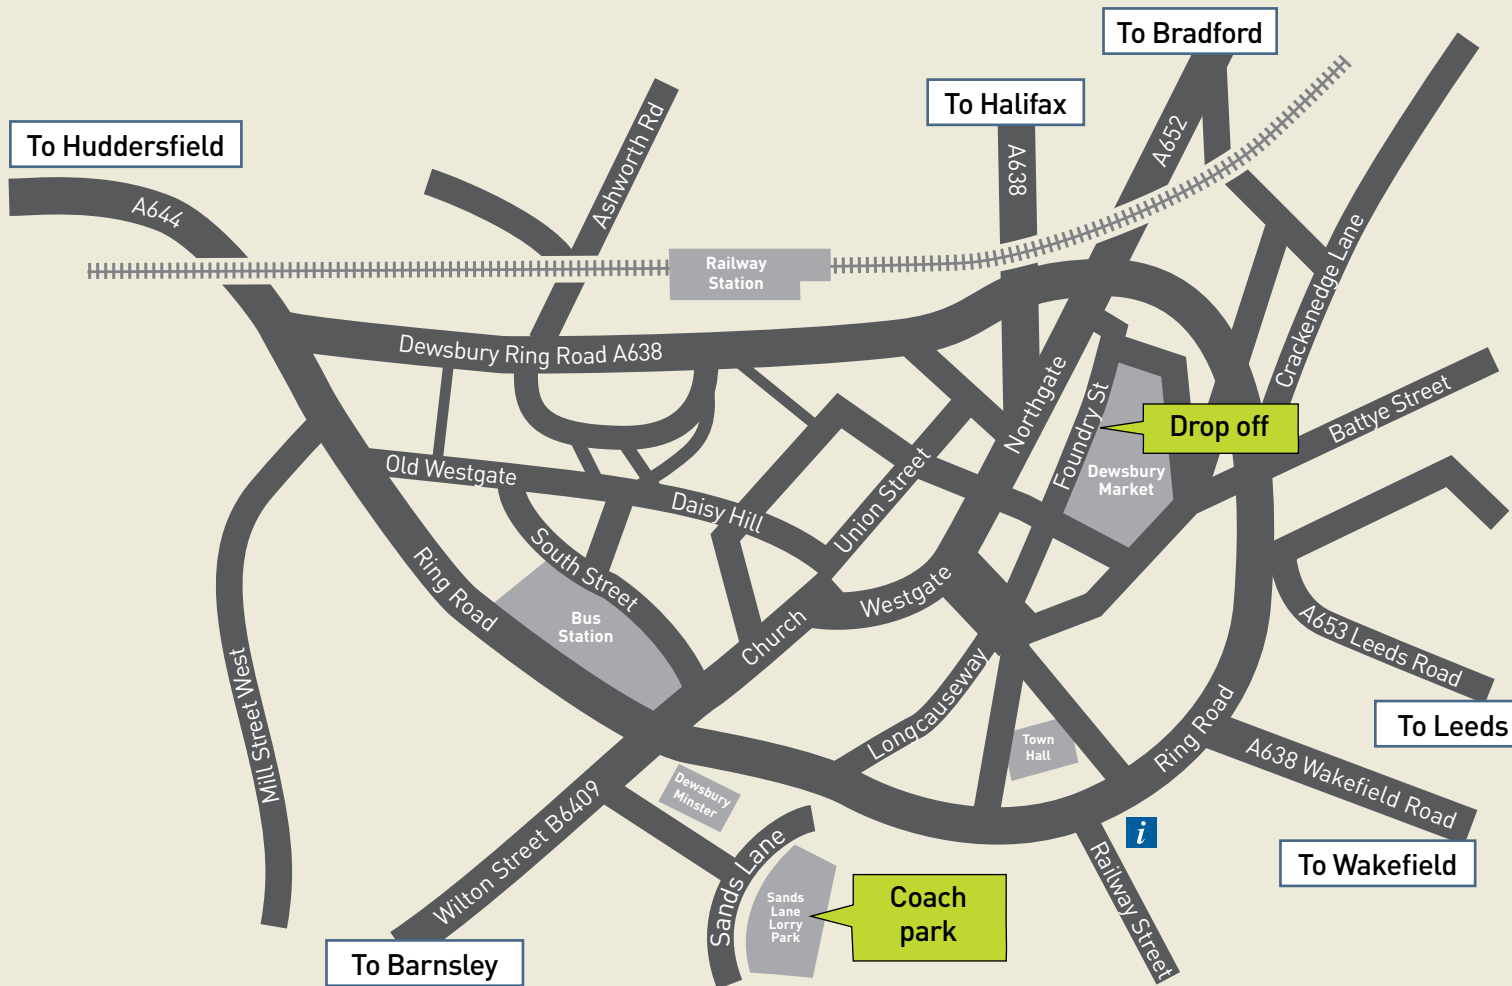 To Bradford
To Halifax
To Huddersfield
A652
A638
Ashworth Rd
A644
Railway
Station
Crackenedge Lane
Dewsbury Ring Road A638
Northgate
Foundry St
Drop off
Battye Street
Old Westgate
Dewsbury
Market
Union Street
Daisy Hill
South Street
Ring Road
Westgate
Bus
Station
Church
A653 Leeds Road
Mill Street West
Longcauseway
To Leeds
Ring Road
Town
Hall
A638 Wakefield Road
Dewsbury
Minster
Wilton Street B6409
i
To Wakefield
Sands Lane
Railway Street
Sands
Lane
Lorry
Park
Coach
park
To Barnsley